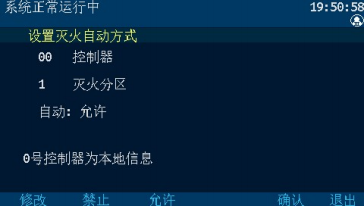 系统正常运行中 19:50:58
设置灭火自动方式
00 控制器
1 灭火分区
自动: 允许
0号控制器为本地信息
修改 禁止 允许 确认 退出